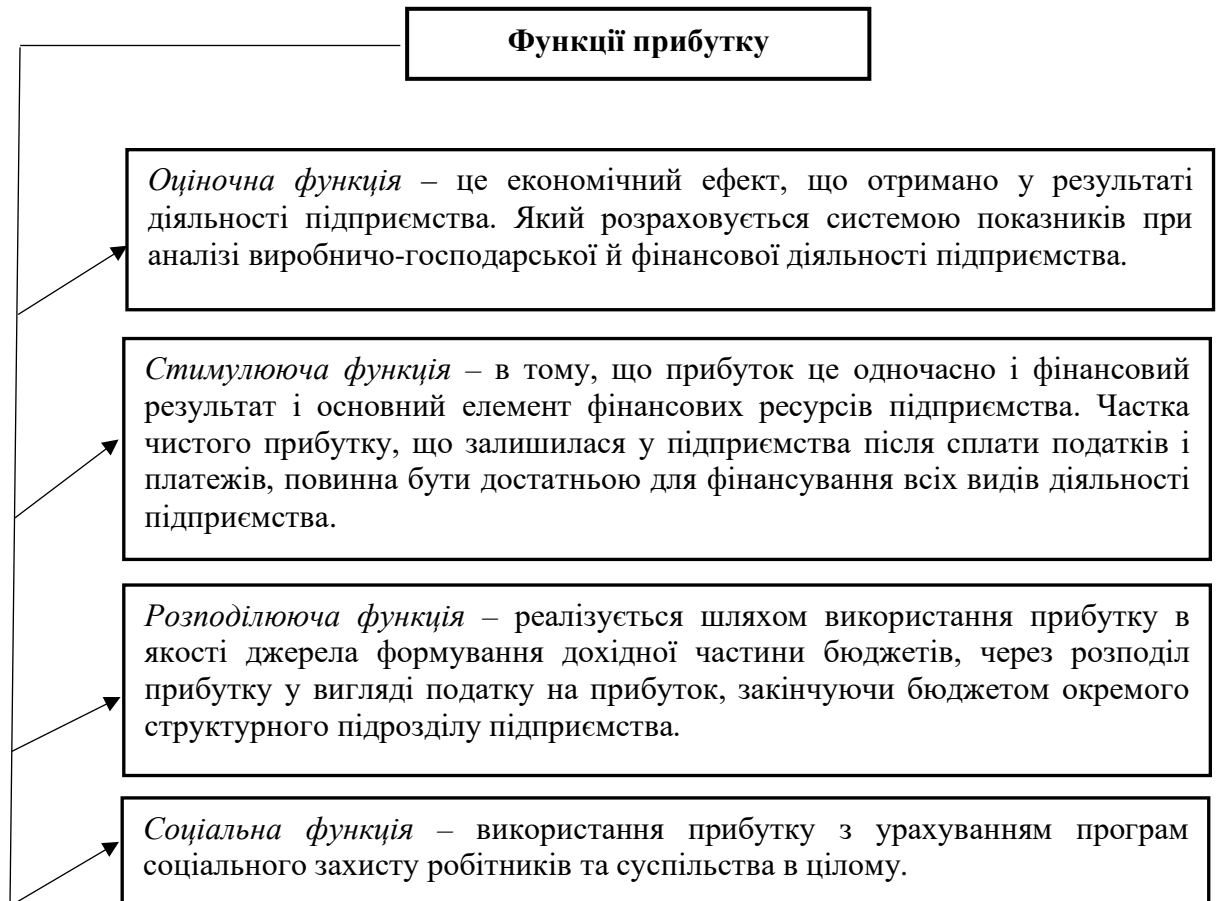 Функції прибутку
Оціночна функція – це економічний ефект, що отримано у результаті
діяльності підприємства. Який розраховується системою показників при
аналізі виробничо-господарської й фінансової діяльності підприємства.
Стимулююча функція – в тому, що прибуток це одночасно і фінансовий
результат і основний елемент фінансових ресурсів підприємства. Частка
чистого прибутку, що залишилася у підприємства після сплати податків і
платежів, повинна бути достатньою для фінансування всіх видів діяльності
підприємства.
Розподілююча функція – реалізується шляхом використання прибутку в
якості джерела формування дохідної частини бюджетів, через розподіл
прибутку у вигляді податку на прибуток, закінчуючи бюджетом окремого
структурного підрозділу підприємства.
Соціальна функція – використання прибутку з урахуванням програм
соціального захисту робітників та суспільства в цілому.